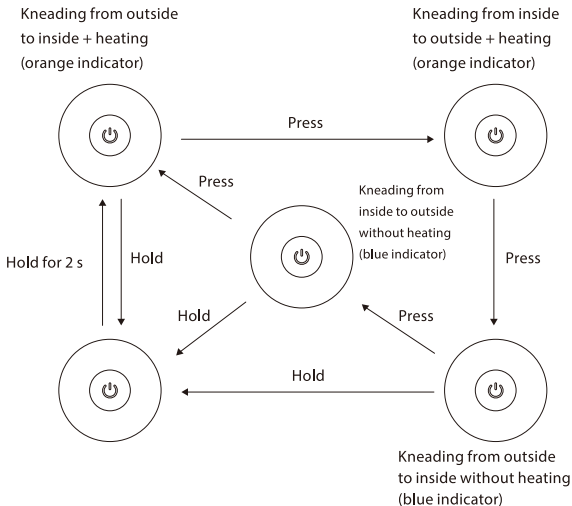 Kneading from outside
to inside + heating
(orange indicator)
Kneading from inside
to outside + heating
(orange indicator)
Press
Press
Kneading from
inside to outside
without heating
(blue indicator)
Hold for 2 s
Hold
Press
Hold
Press
Hold
Kneading from outside
to inside without heating
(blue indicator)